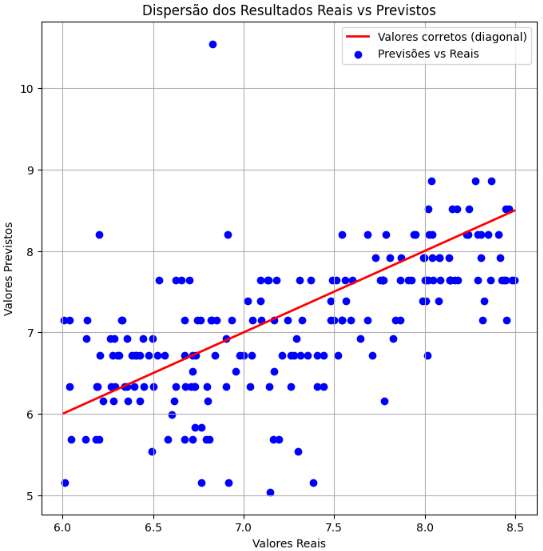 Dispersão dos Resultados Reais vs Previstos
Valores corretos (diagonal)
Previsões vs Reais
Valores Previstos
10
9
8
7
6
5
6.0 6.5 7.0 7.5 8.0 8.5
Valores Reais